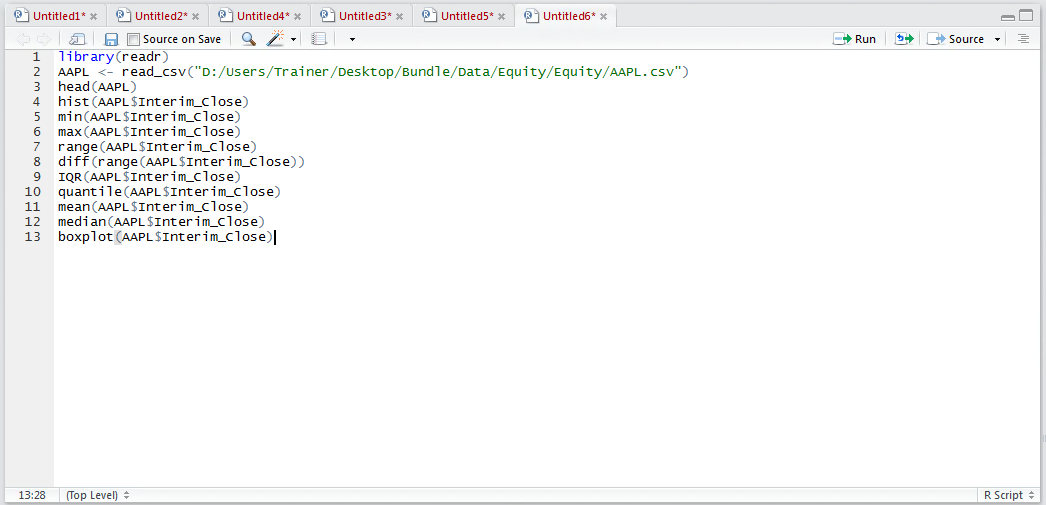 Untitled1* Untitled2* Untitled4* Untitled3* Untitled5* Untitled6*
Source on Save Run Source
1 library(readr)
2 AAPL <- read_csv("D:/Users/Trainer/Desktop/Bundle/Data/Equity/Equity/AAPL.csv")
3 head(AAPL)
4 hist(AAPL$Interim_Close)
5 min(AAPL$Interim_Close)
6 max(AAPL$Interim_Close)
7 range(AAPL$Interim_Close)
8 diff(range(AAPL$Interim_Close))
9 IQR(AAPL$Interim_Close)
10 quantile(AAPL$Interim_Close)
11 mean(AAPL$Interim_Close)
12 median(AAPL$Interim_Close)
13 boxplot(AAPL$Interim_Close)
13:28 (Top Level) R Script